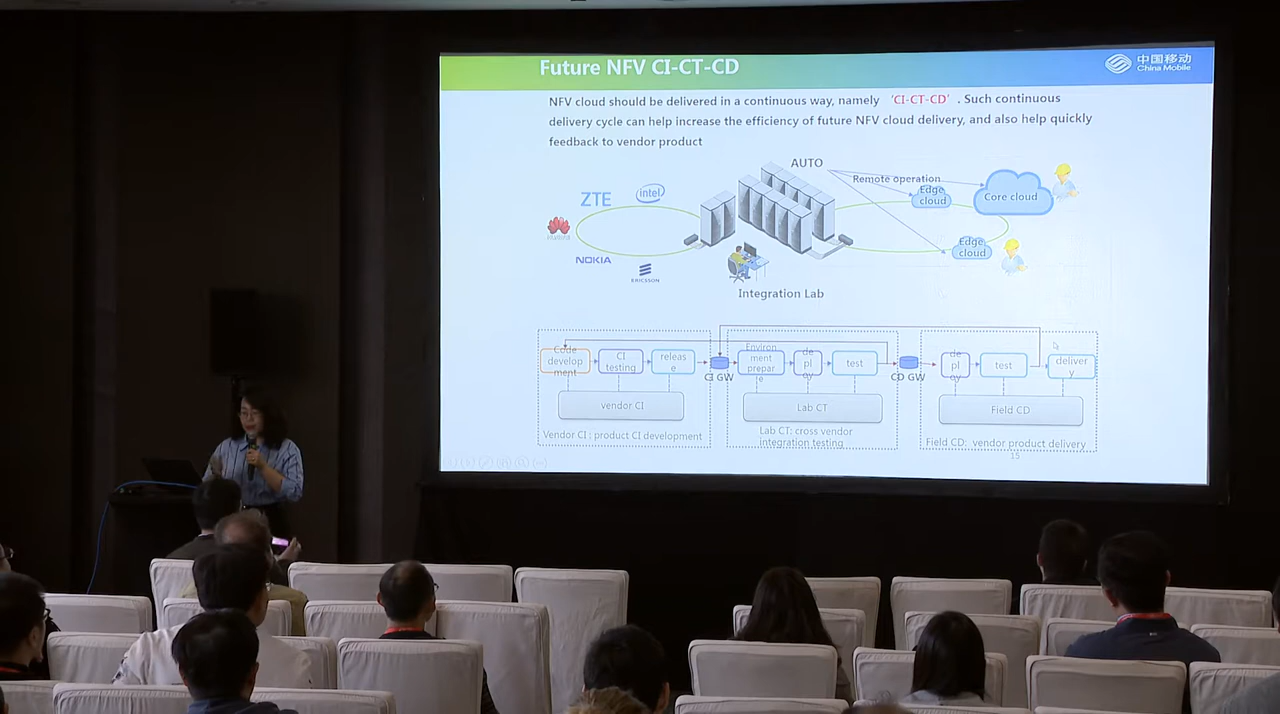 Future NFV CI-CT-CD
中国移动
China Mobile
NFV cloud should be delivered in a continuous way, namely ‘CI-CT-CD’ . Such continuous
delivery cycle can help increase the efficiency of future NFV cloud delivery, and also help quickly
feedback to vendor product
AUTO
Remote operation
Edge
cloud
Core cloud
ZTE
intel
HUAWEI
NOKIA
ERICSSON
Edge
cloud
Integration Lab
Code
develop
ment
CI
testing
releas
e
CI GW
Environ
ment
prepar
e
de
pl
oy
test
CD GW
de
pl
oy
test
deliver
y
vendor CI
Lab CT
Field CD
Vendor CI : product CI development
Lab CT: cross vendor
integration testing
Field CD: vendor product delivery
15